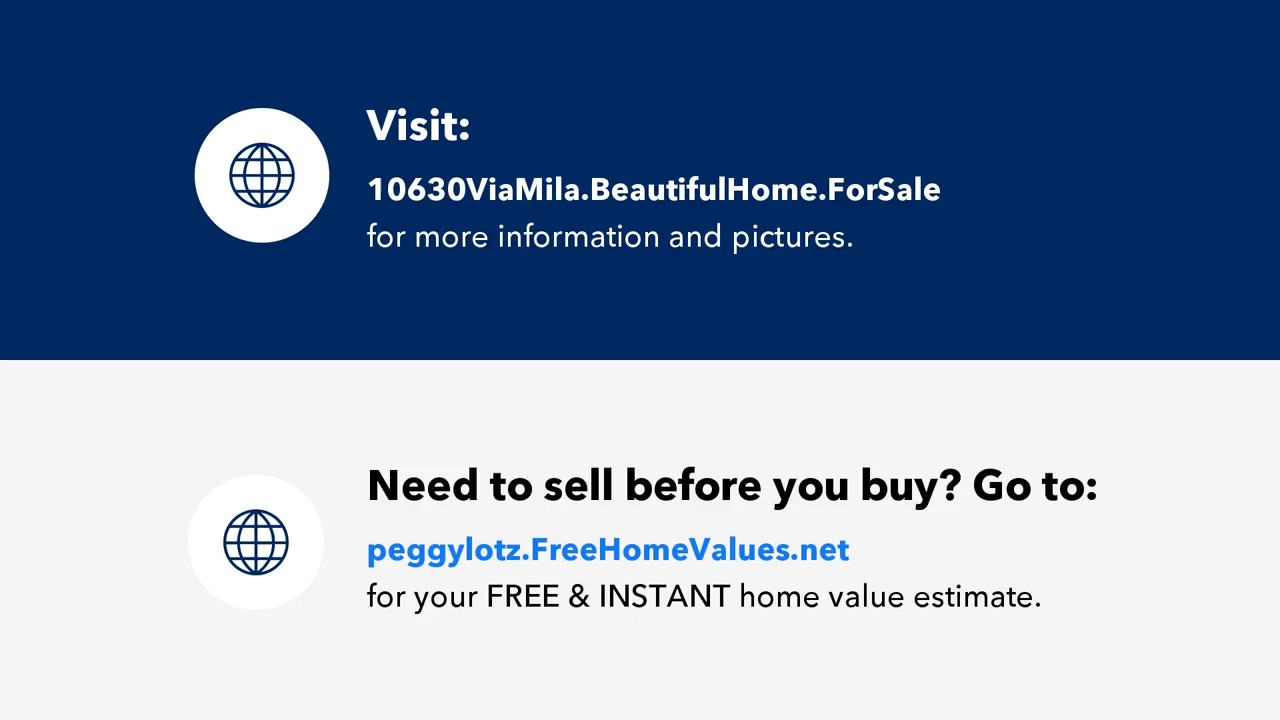 Visit:
10630ViaMila.BeautifulHome.ForSale
for more information and pictures.
Need to sell before you buy? Go to:
peggylotz.FreeHomeValues.net
for your FREE & INSTANT home value estimate.